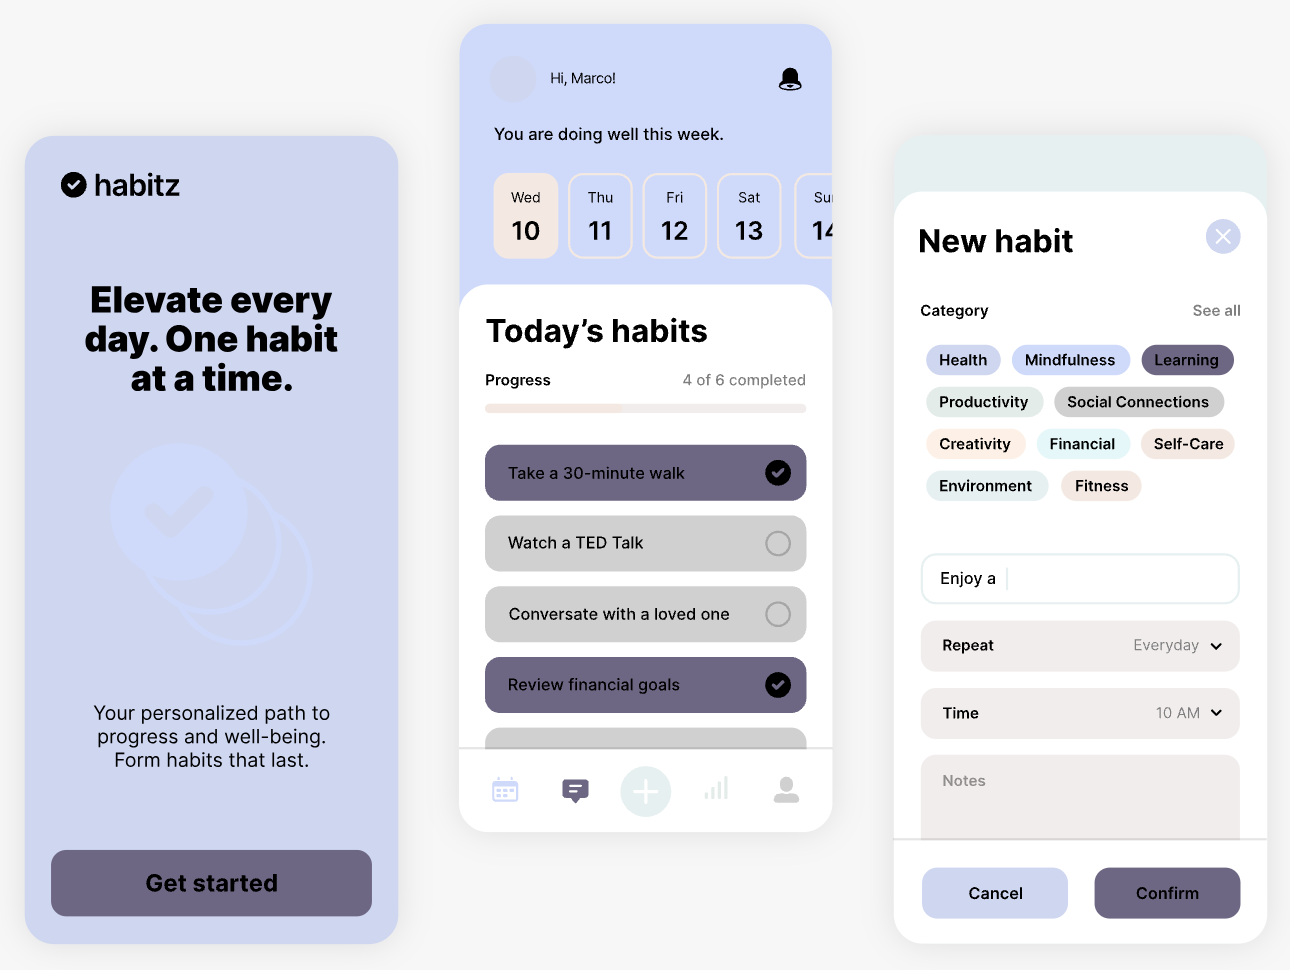 habitz
Elevate every
day. One habit
at a time.
Your personalized path to
progress and well-being.
Form habits that last.
Get started
Hi, Marco!
You are doing well this week.
Wed Thu Fri Sat Su
10 11 12 13 14
Today’s habits
Progress 4 of 6 completed
Take a 30-minute walk
Watch a TED Talk
Conversate with a loved one
Review financial goals
New habit
Category See all
Health Mindfulness Learning
Productivity Social Connections
Creativity Financial Self-Care
Environment Fitness
Enjoy a
Repeat Everyday
Time 10 AM
Notes
Cancel Confirm